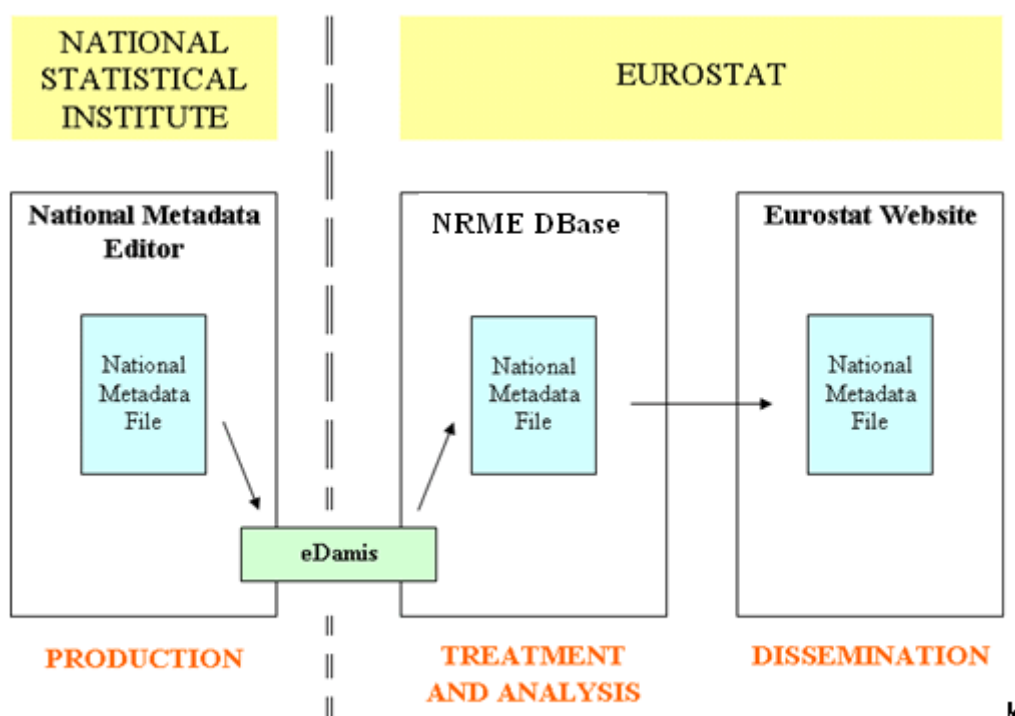 NATIONAL
STATISTICAL
INSTITUTE
EUROSTAT
National Metadata
Editor
National
Metadata
File
eDamis
NRME DBase
National
Metadata
File
Eurostat Website
National
Metadata
File
PRODUCTION
TREATMENT
AND ANALYSIS
DISSEMINATION